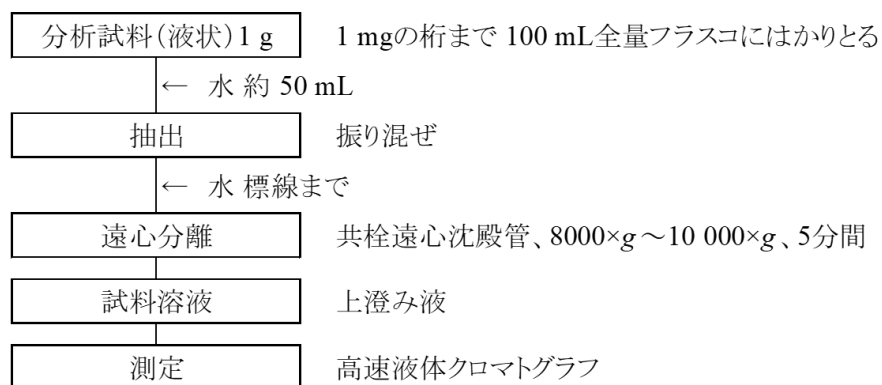 分析試料(液状)1 g 1 mgの桁まで 100 mL全量フラスコにはかりとる
← 水 約 50 mL
抽出 振り混ぜ
← 水 標線まで
遠心分離 共栓遠心沈殿管、8000×g～10 000×g、5分間
試料溶液 上澄み液
測定 高速液体クロマトグラフ